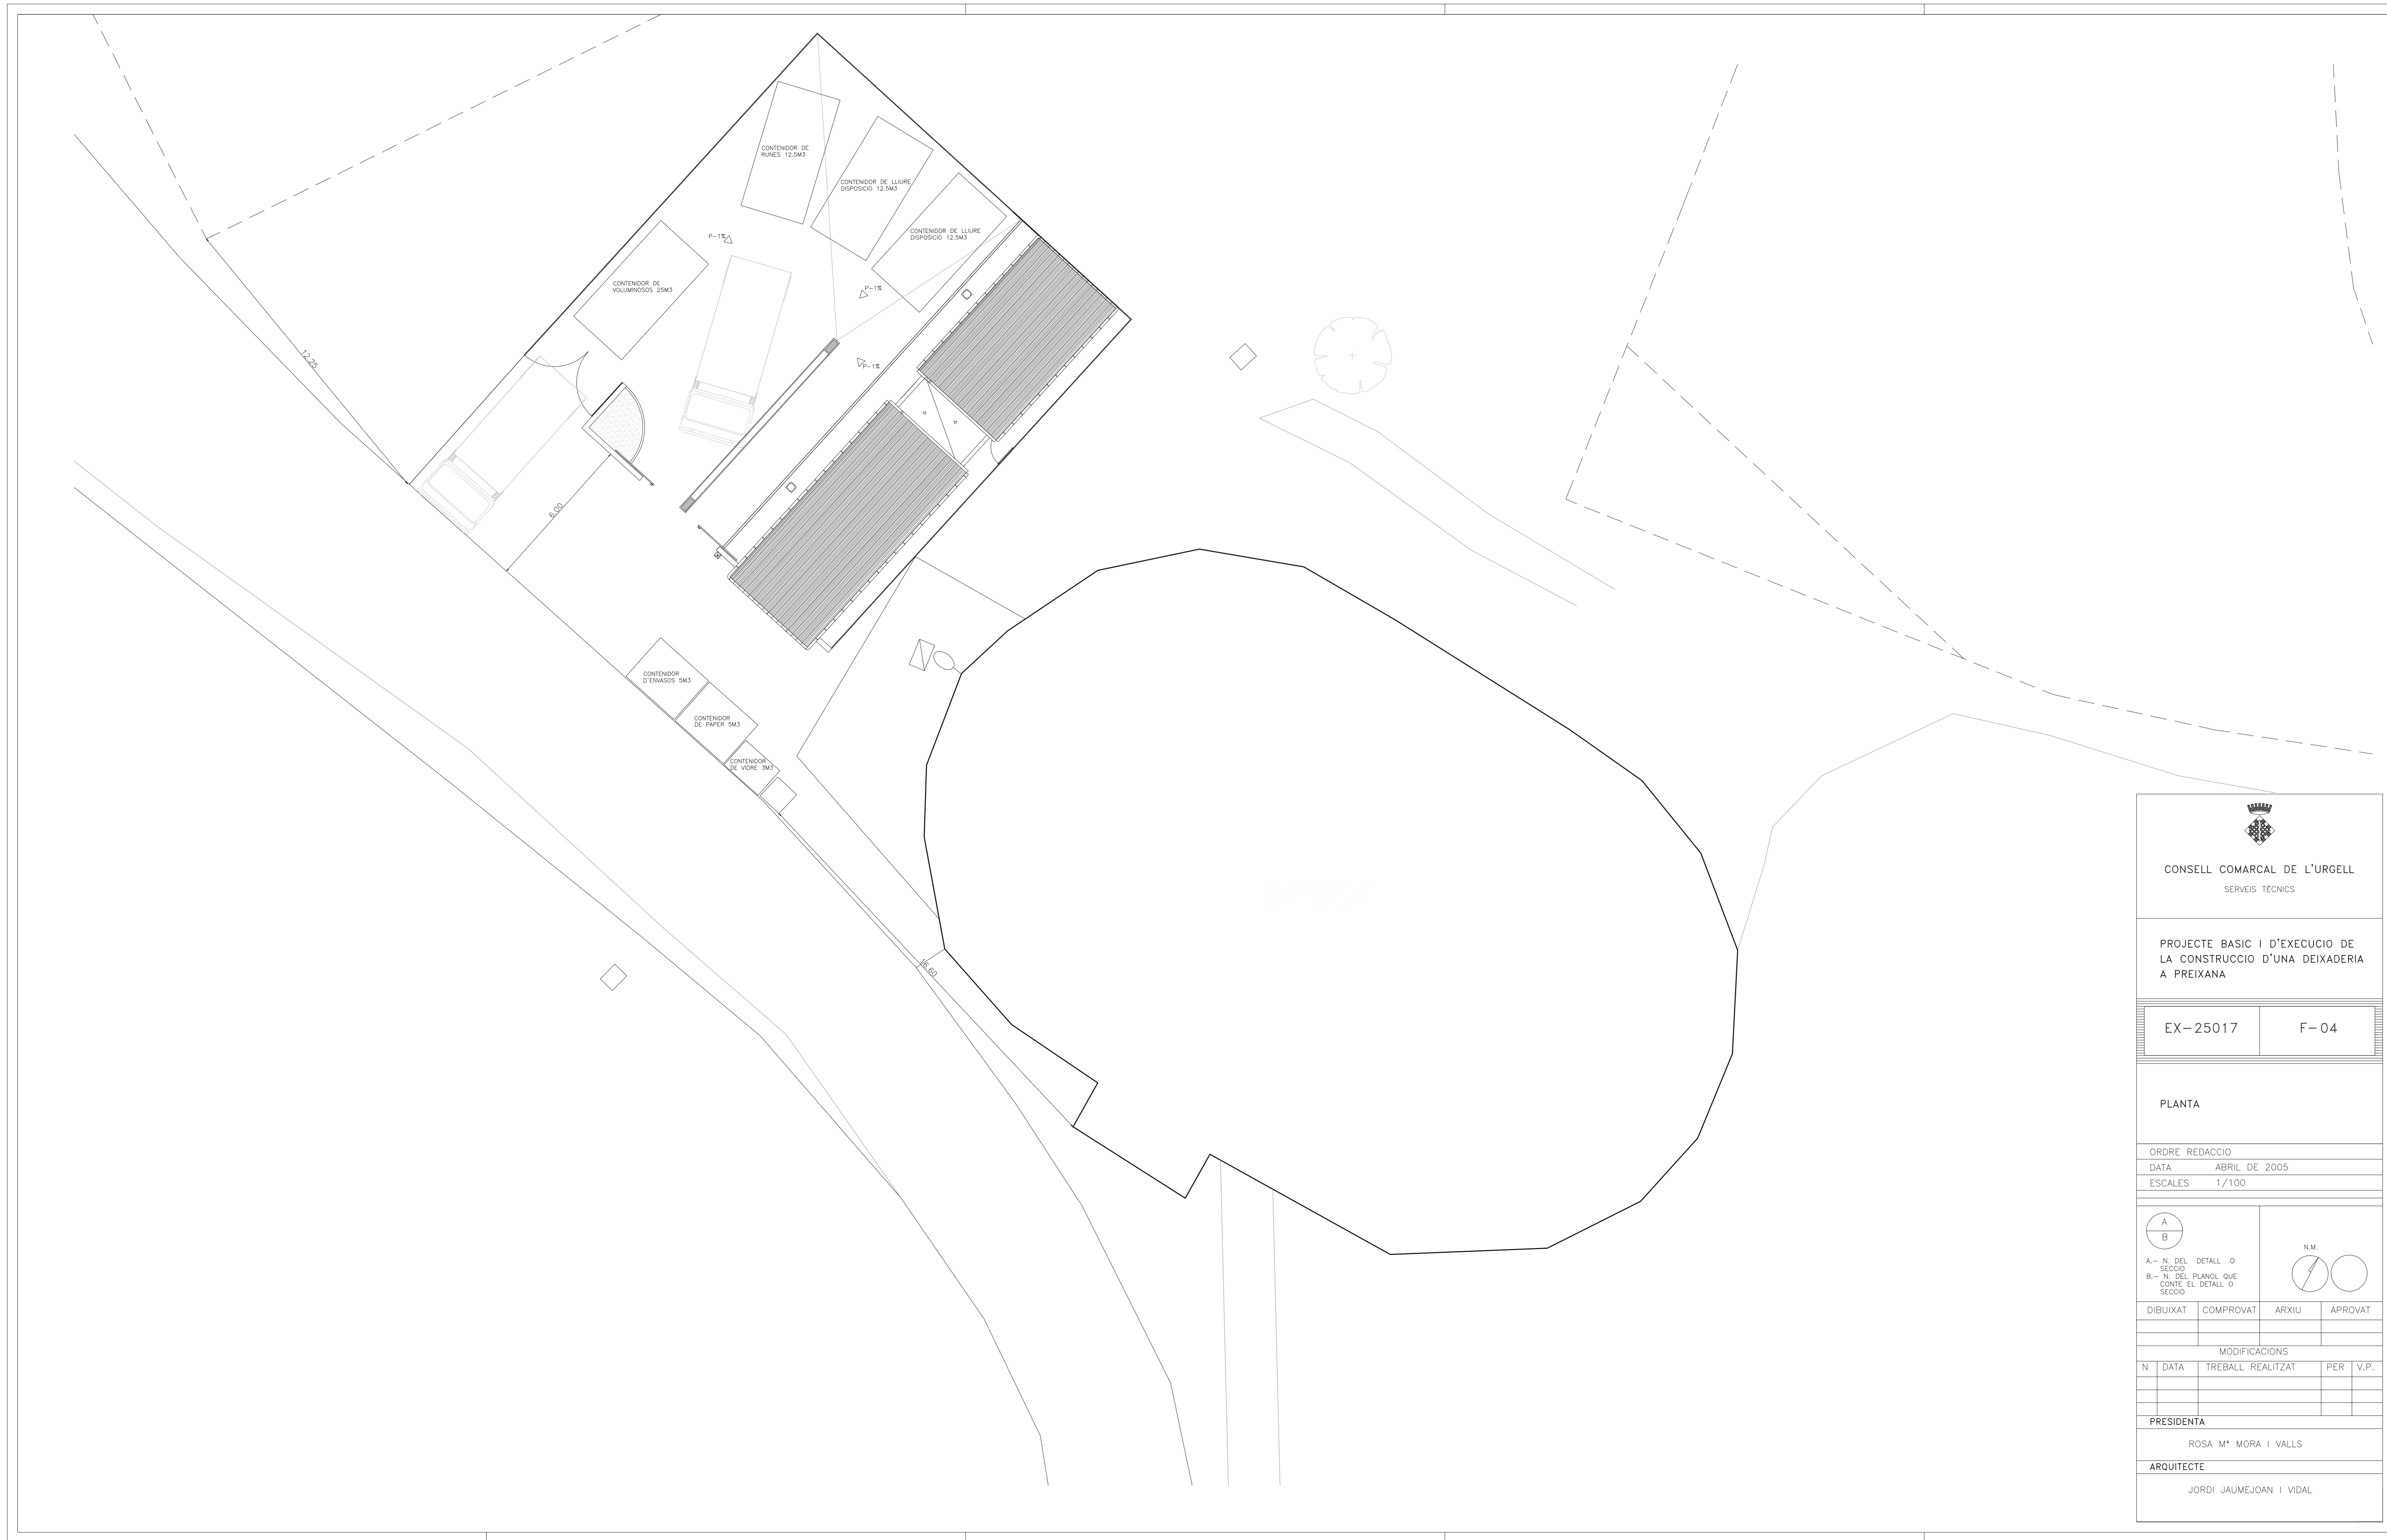 CONTENIDOR DE
RUNES 12.5M3
CONTENIDOR DE LLIURE
DISPOSICIO 12.5M3
CONTENIDOR DE LLIURE
DISPOSICIO 12.5M3
P-1%
CONTENIDOR DE
VOLUMINOSOS 25M3
P-1%
P-1%
12.25
6.00
CONTENIDOR
D'ENVASOS 5M3
CONTENIDOR
DE PAPER 5M3
CONTENIDOR
DE VIDRE 3M3
16.60
CONSELL COMARCAL DE L'URGELL
SERVEIS TÈCNICS
PROJECTE BASIC I D'EXECUCIO DE
LA CONSTRUCCIO D'UNA DEIXADERIA
A PREIXANA
EX-25017 F-04
PLANTA
ORDRE REDACCIO
DATA ABRIL DE 2005
ESCALES 1/100
A
B
N.M.
A.- N. DEL DETALL O
SECCIO
B.- N. DEL PLANOL QUE
CONTE EL DETALL O
SECCIO
DIBUIXAT COMPROVAT ARXIU APROVAT
MODIFICACIONS
N DATA TREBALL REALITZAT PER V.P.
PRESIDENTA
ROSA Mª MORA I VALLS
ARQUITECTE
JORDI JAUMEJOAN I VIDAL